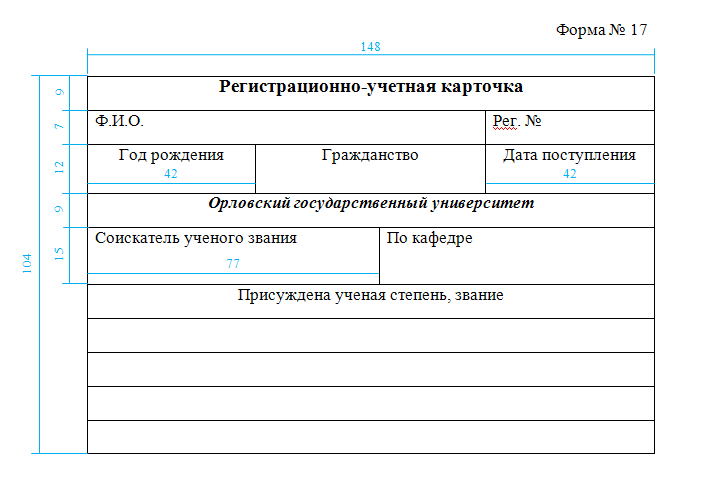 Форма № 17
148
9
Регистрационно-учетная карточка
7
Ф.И.О. Рег. №
12
Год рождения Гражданство Дата поступления
42 42
9
Орловский государственный университет
104
15
Соискатель ученого звания По кафедре
77
Присуждена ученая степень, звание